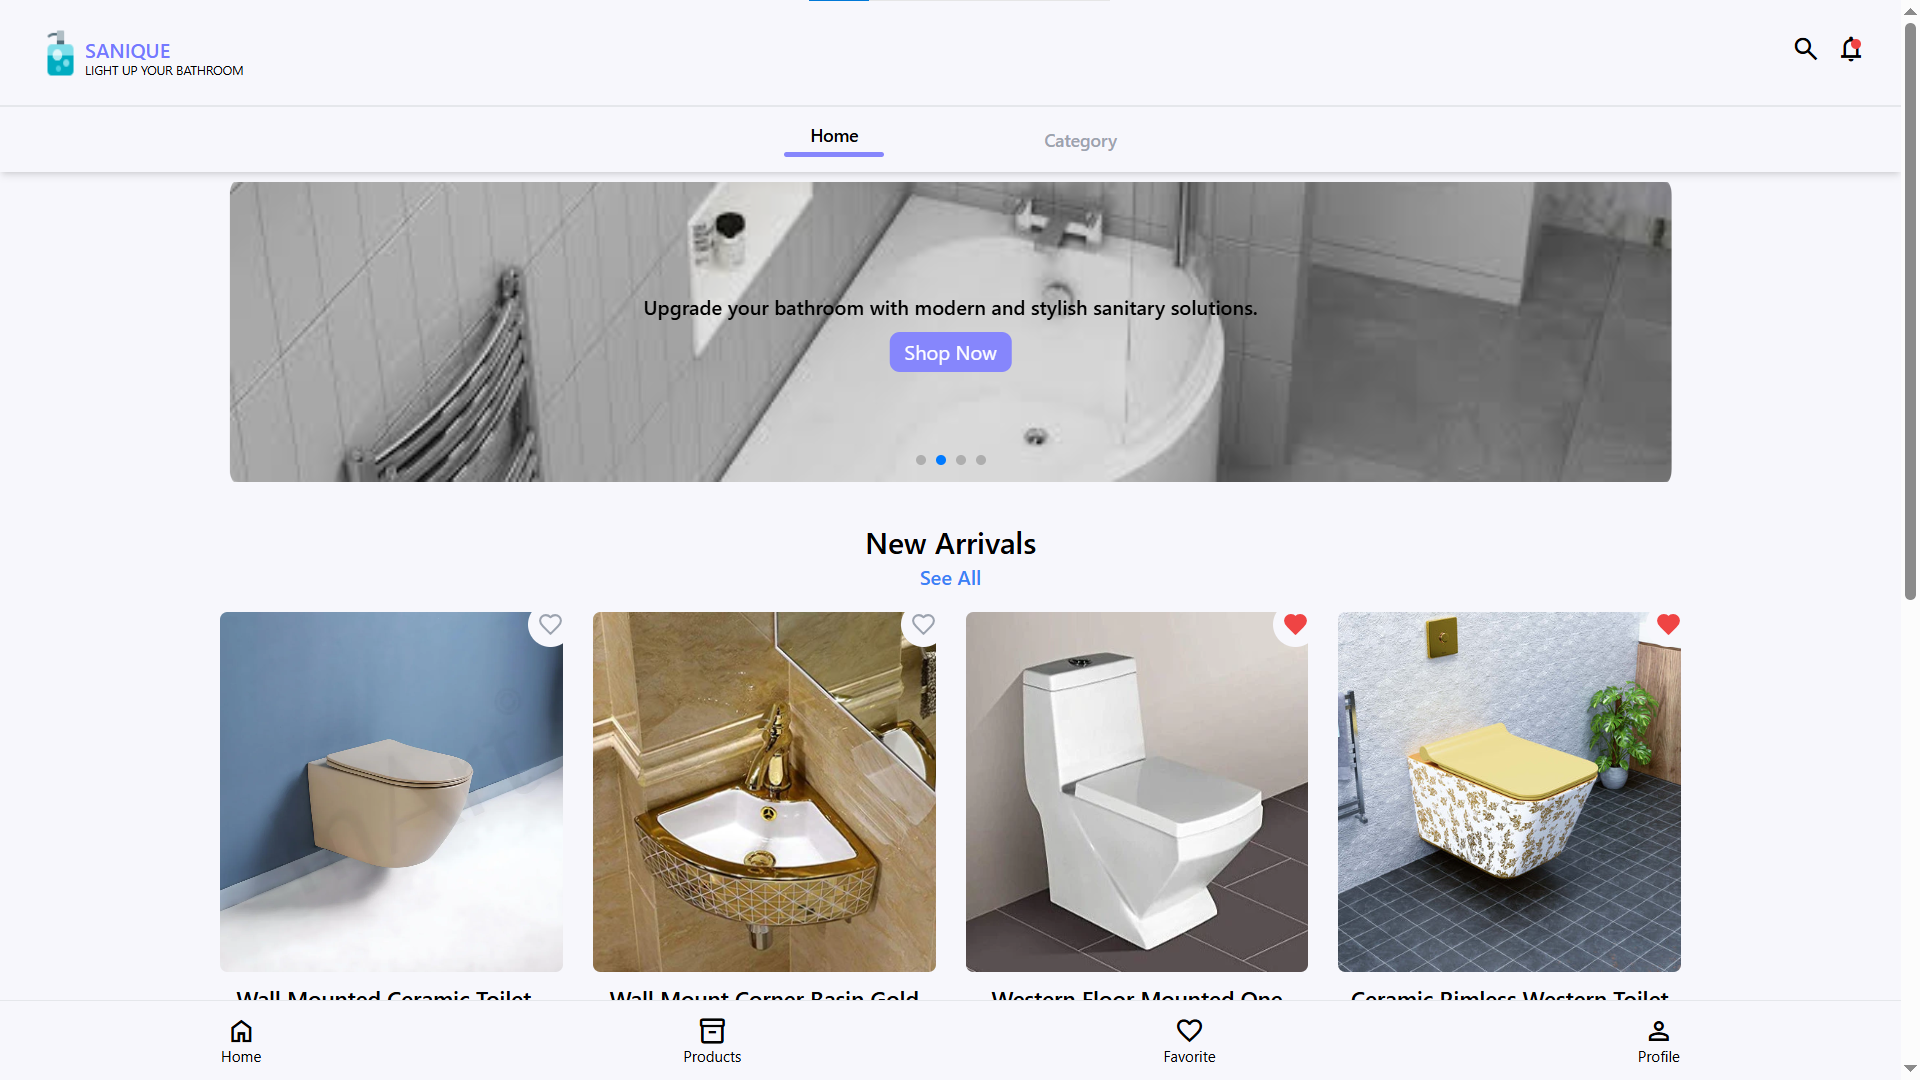 SANIQUE
LIGHT UP YOUR BATHROOM
Home
Category
Upgrade your bathroom with modern and stylish sanitary solutions.
Shop Now
New Arrivals
See All
Wall Mounted Ceramic Toilet
Wall Mount Corner Basin Gold
Western Floor Mounted One
Ceramic Rimless Western Toilet
Home
Products
Favorite
Profile